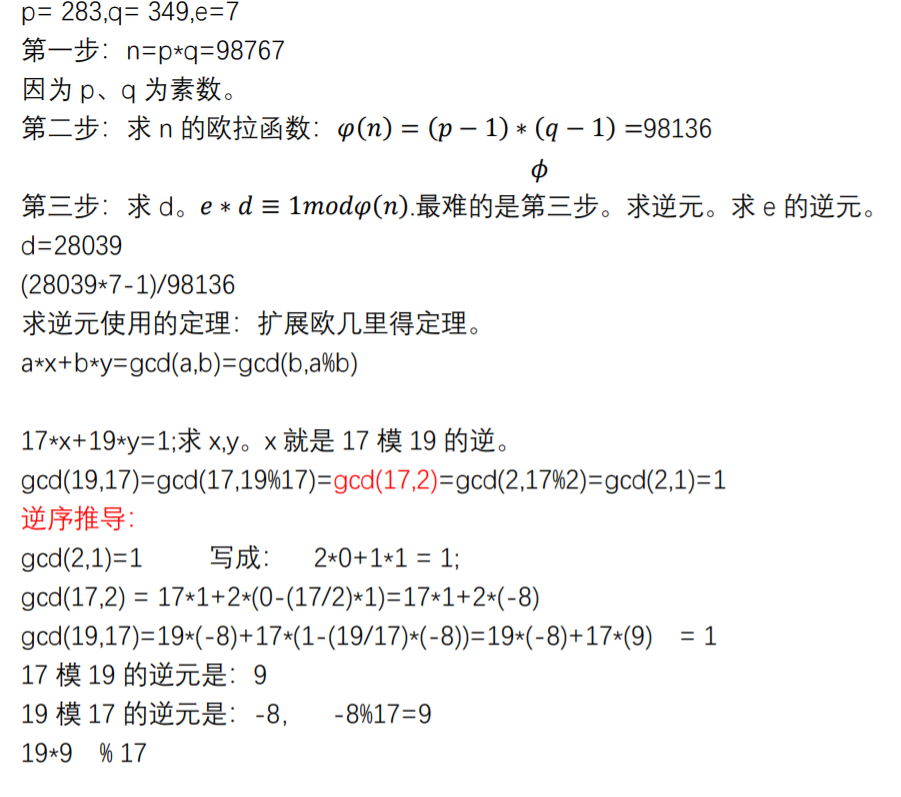 p= 283,q= 349,e=7
第一步：n=p*q=98767
因为 p、q 为素数。
第二步：求 n 的欧拉函数：φ(n) = (p − 1) ∗ (q − 1) =98136
ϕ
第三步：求 d。e ∗ d ≡ 1modφ(n).最难的是第三步。求逆元。求 e 的逆元。
d=28039
(28039*7-1)/98136
求逆元使用的定理：扩展欧几里得定理。
a*x+b*y=gcd(a,b)=gcd(b,a%b)
17*x+19*y=1;求 x,y。x 就是 17 模 19 的逆。
gcd(19,17)=gcd(17,19%17)=gcd(17,2)=gcd(2,17%2)=gcd(2,1)=1
逆序推导：
gcd(2,1)=1 写成： 2*0+1*1 = 1;
gcd(17,2) = 17*1+2*(0-(17/2)*1)=17*1+2*(-8)
gcd(19,17)=19*(-8)+17*(1-(19/17)*(-8))=19*(-8)+17*(9) = 1
17 模 19 的逆元是：9
19 模 17 的逆元是：-8, -8%17=9
19*9 % 17